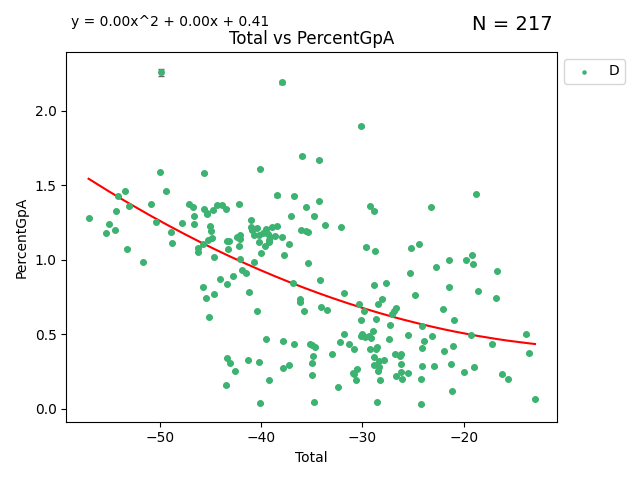 y = 0.00x^2 + 0.00x + 0.41
N = 217
Total vs PercentGpA
D
PercentGpA
2.0
1.5
1.0
0.5
0.0
−50
−40
−30
−20
Total